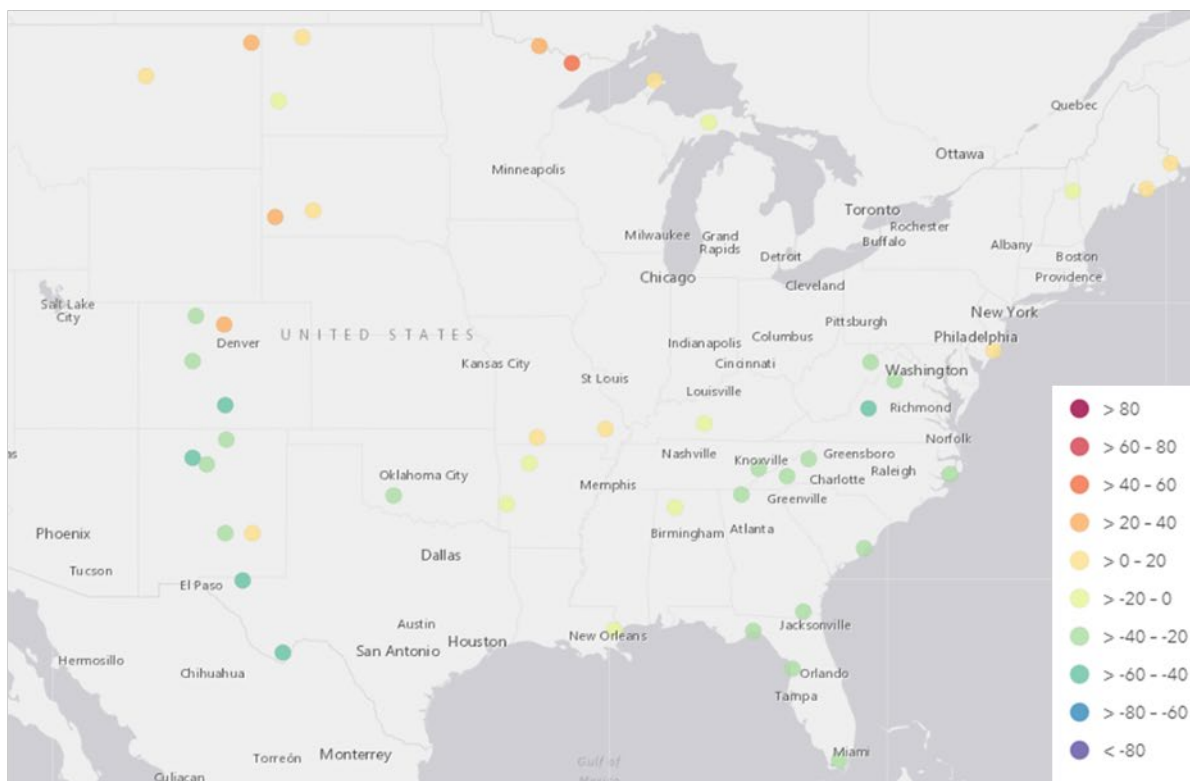 Quebec
Ottawa
Minneapolis
Toronto
Rochester
Milwaukee
Grand
Rapids
Buffalo
Albany
Detroit
Boston
Chicago
Cleveland
Providence
Salt Lake
City
New York
Pittsburgh
UNITED STATES
Denver
Indianapolis
Columbus
Philadelphia
Kansas City
Cincinnati
St Louis
Washington
Louisville
Richmond
> 80
Norfolk
as
Nashville
Knoxville
Greensboro
> 60 - 80
Oklahoma City
Raleigh
Charlotte
Memphis
Greenville
> 40 - 60
Phoenix
Birmingham
Atlanta
> 20 - 40
Dallas
Tucson
> 0 - 20
El Paso
> -20 - 0
Austin
Jacksonville
New Orleans
Houston
> -40 - -20
San Antonio
Hermosillo
Chihuahua
Orlando
> -60 - -40
Tampa
> -80 - -60
Miami
Torreón
Monterrey
< -80
Gulf of
Mexico
Culiacan